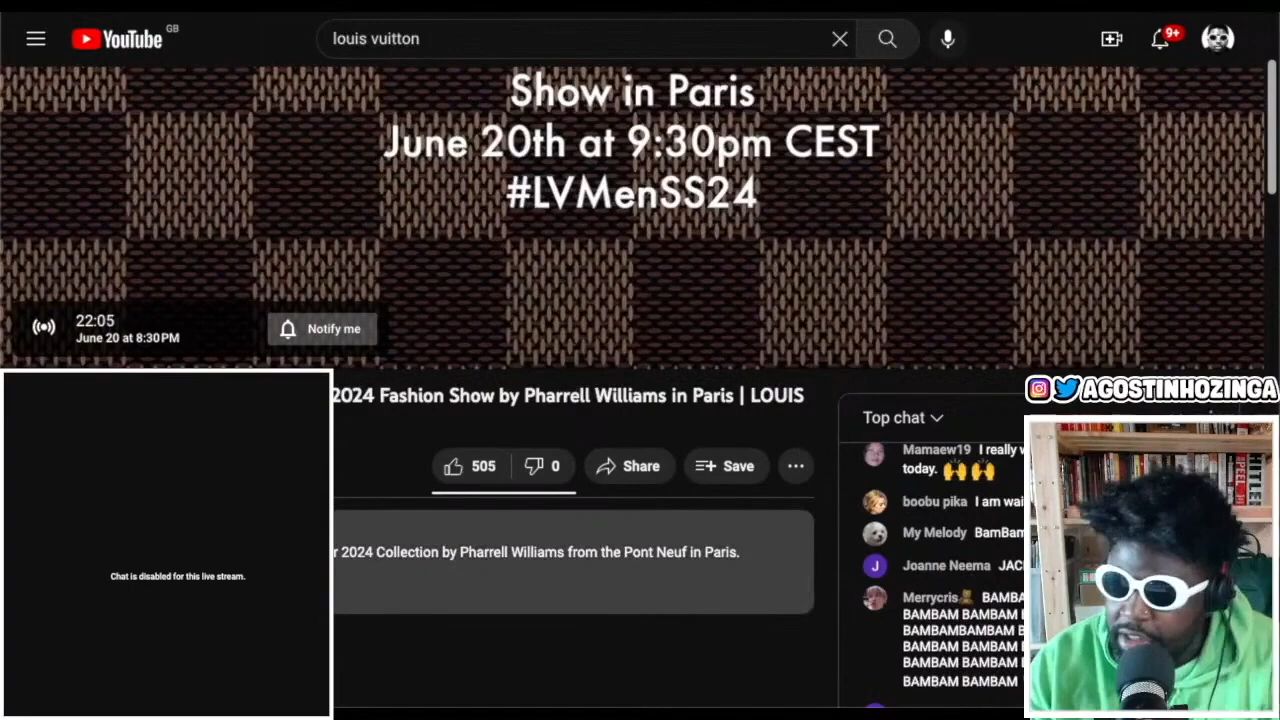 YouTube GB
louis vuitton
9+
Show in Paris
June 20th at 9:30pm CEST
#LVMenSS24
22:05
June 20 at 8:30PM
Notify me
2024 Fashion Show by Pharrell Williams in Paris | LOUIS
505
0
Share
Save
2024 Collection by Pharrell Williams from the Pont Neuf in Paris.
Chat is disabled for this live stream.
Top chat
Mamaew19 I really
today.
boobu pika I am wai
My Melody BamBam
J
Joanne Neema JAC
Merrycris BAMBA
BAMBAM BAMBAM
BAMBAMBAMBAM
BAMBAM BAMBAM
BAMBAM BAMBAM
BAMBAM BAMBAM
AGOSTINHOZINGA
HITLER